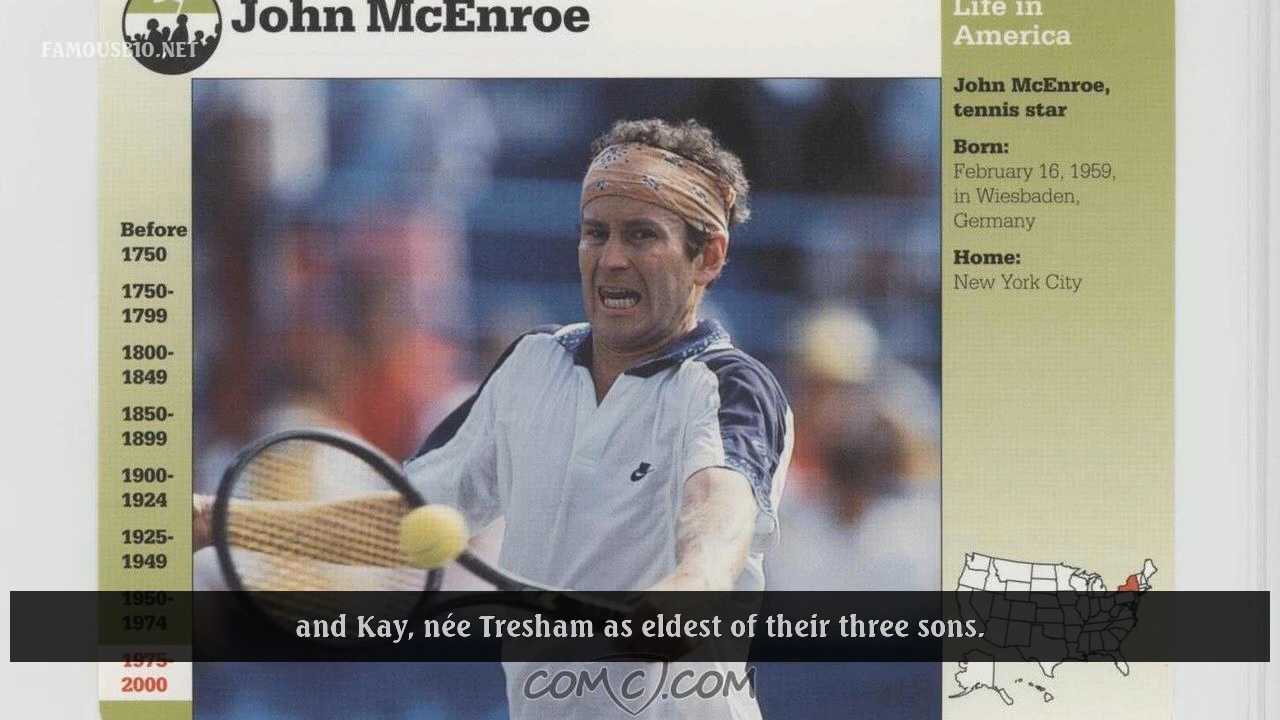 John McEnroe
FAMOUSB10.NET
Life in
America
John McEnroe,
tennis star
Born:
February 16, 1959,
in Wiesbaden,
Germany
Home:
New York City
Before
1750
1750-
1799
1800-
1849
1850-
1899
1900-
1924
1925-
1949
1950-
1974
1975-
2000
and Kay, née Tresham as eldest of their three sons.
COMC.COM